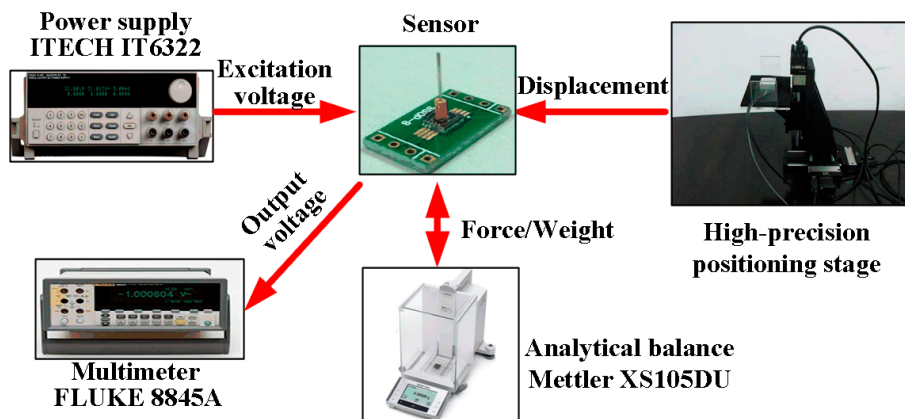 Power supply
ITECH IT6322
Sensor
Excitation
voltage
Displacement
Output
voltage
Force/Weight
High-precision
positioning stage
-1.000804 V
Multimeter
FLUKE 8845A
Analytical balance
Mettler XS105DU